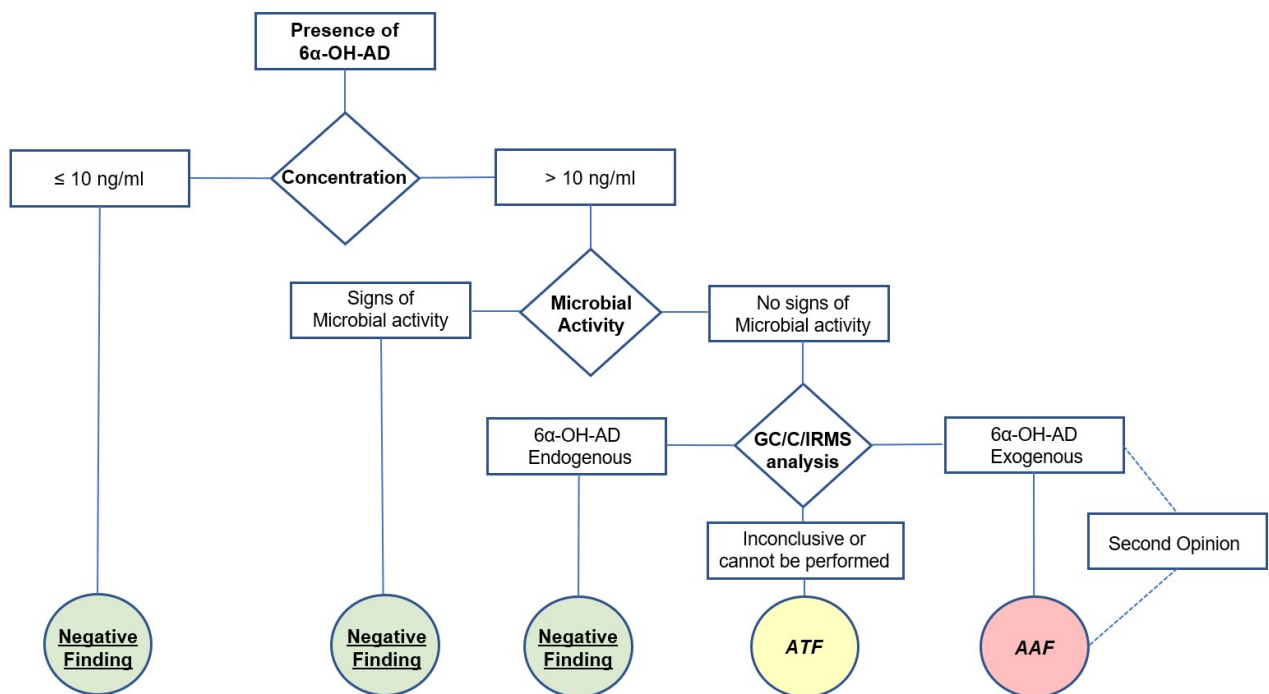 Presence of
6α-OH-AD
≤ 10 ng/ml
Concentration
> 10 ng/ml
Signs of
Microbial activity
Microbial
Activity
No signs of
Microbial activity
6α-OH-AD
Endogenous
GC/C/IRMS
analysis
6α-OH-AD
Exogenous
Inconclusive or
cannot be performed
Second Opinion
Negative
Finding
Negative
Finding
Negative
Finding
ATF
AAF